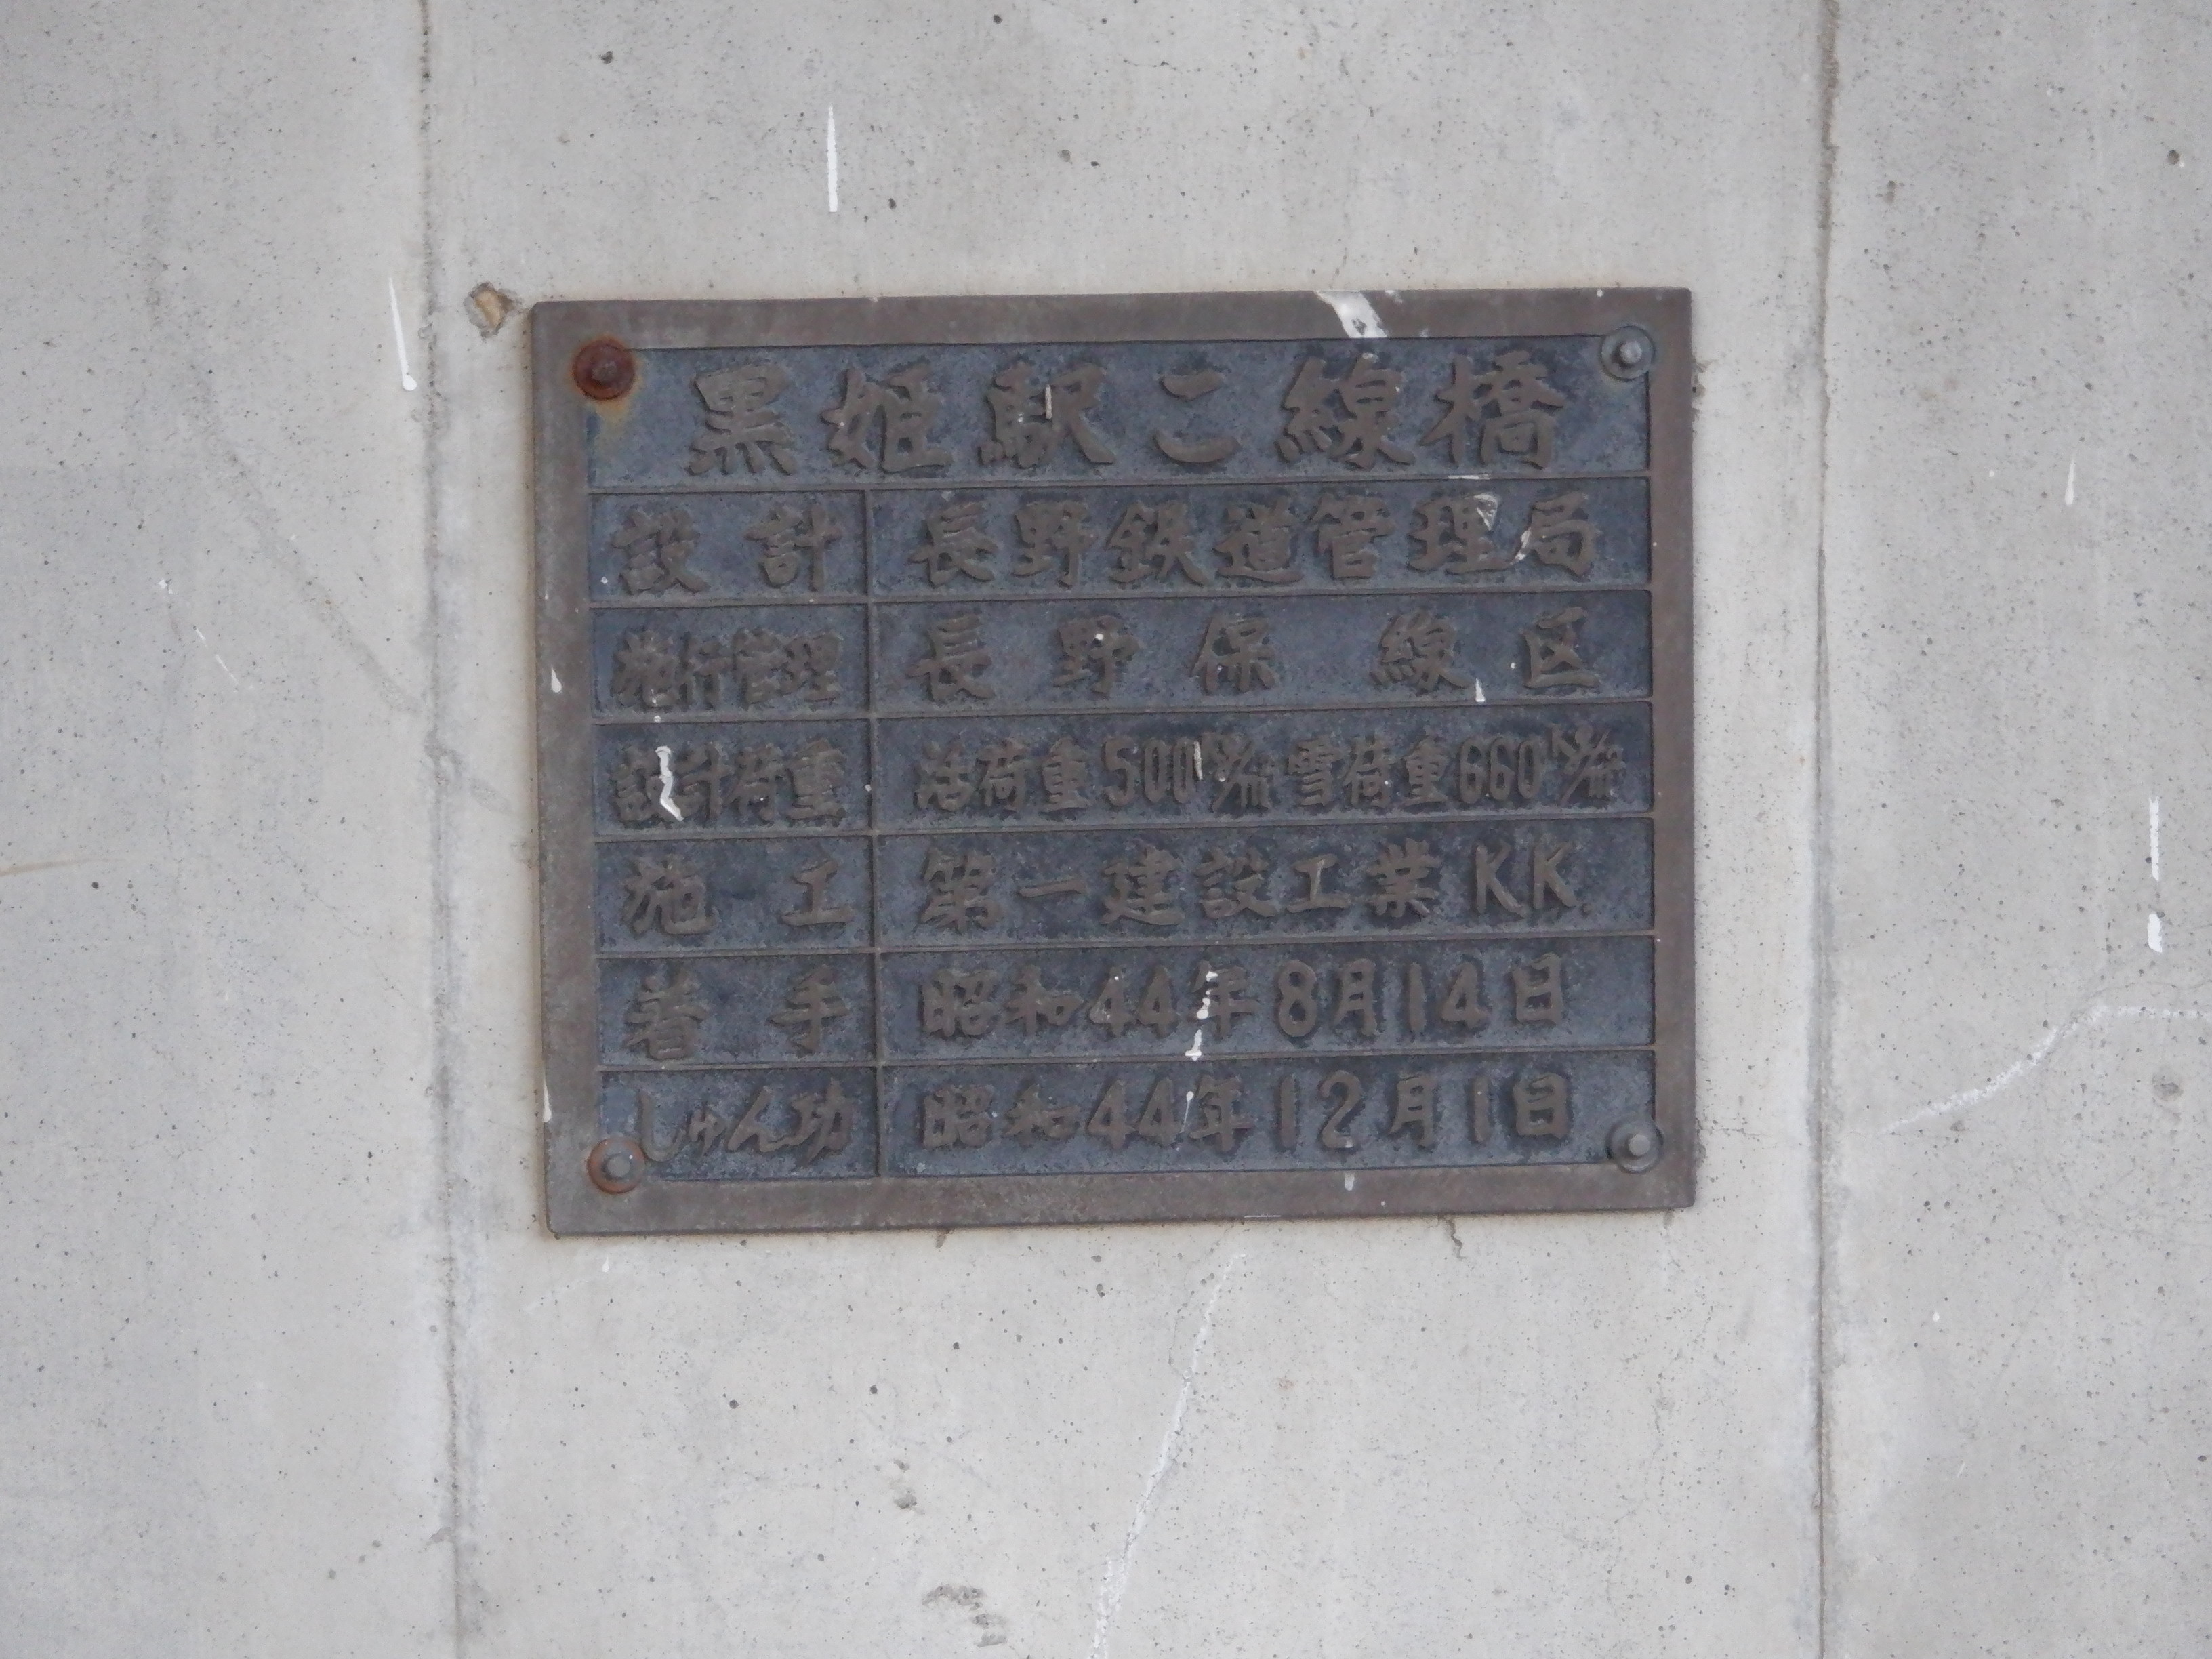 黒姫駅こ線橋
設計 長野鉄道管理局
施行管理 長野保線区
設計荷重 活荷重500kg/㎡ 雪荷重660kg/㎡
施工 第一建設工業KK
着手 昭和44年8月14日
しゅん功 昭和44年12月1日